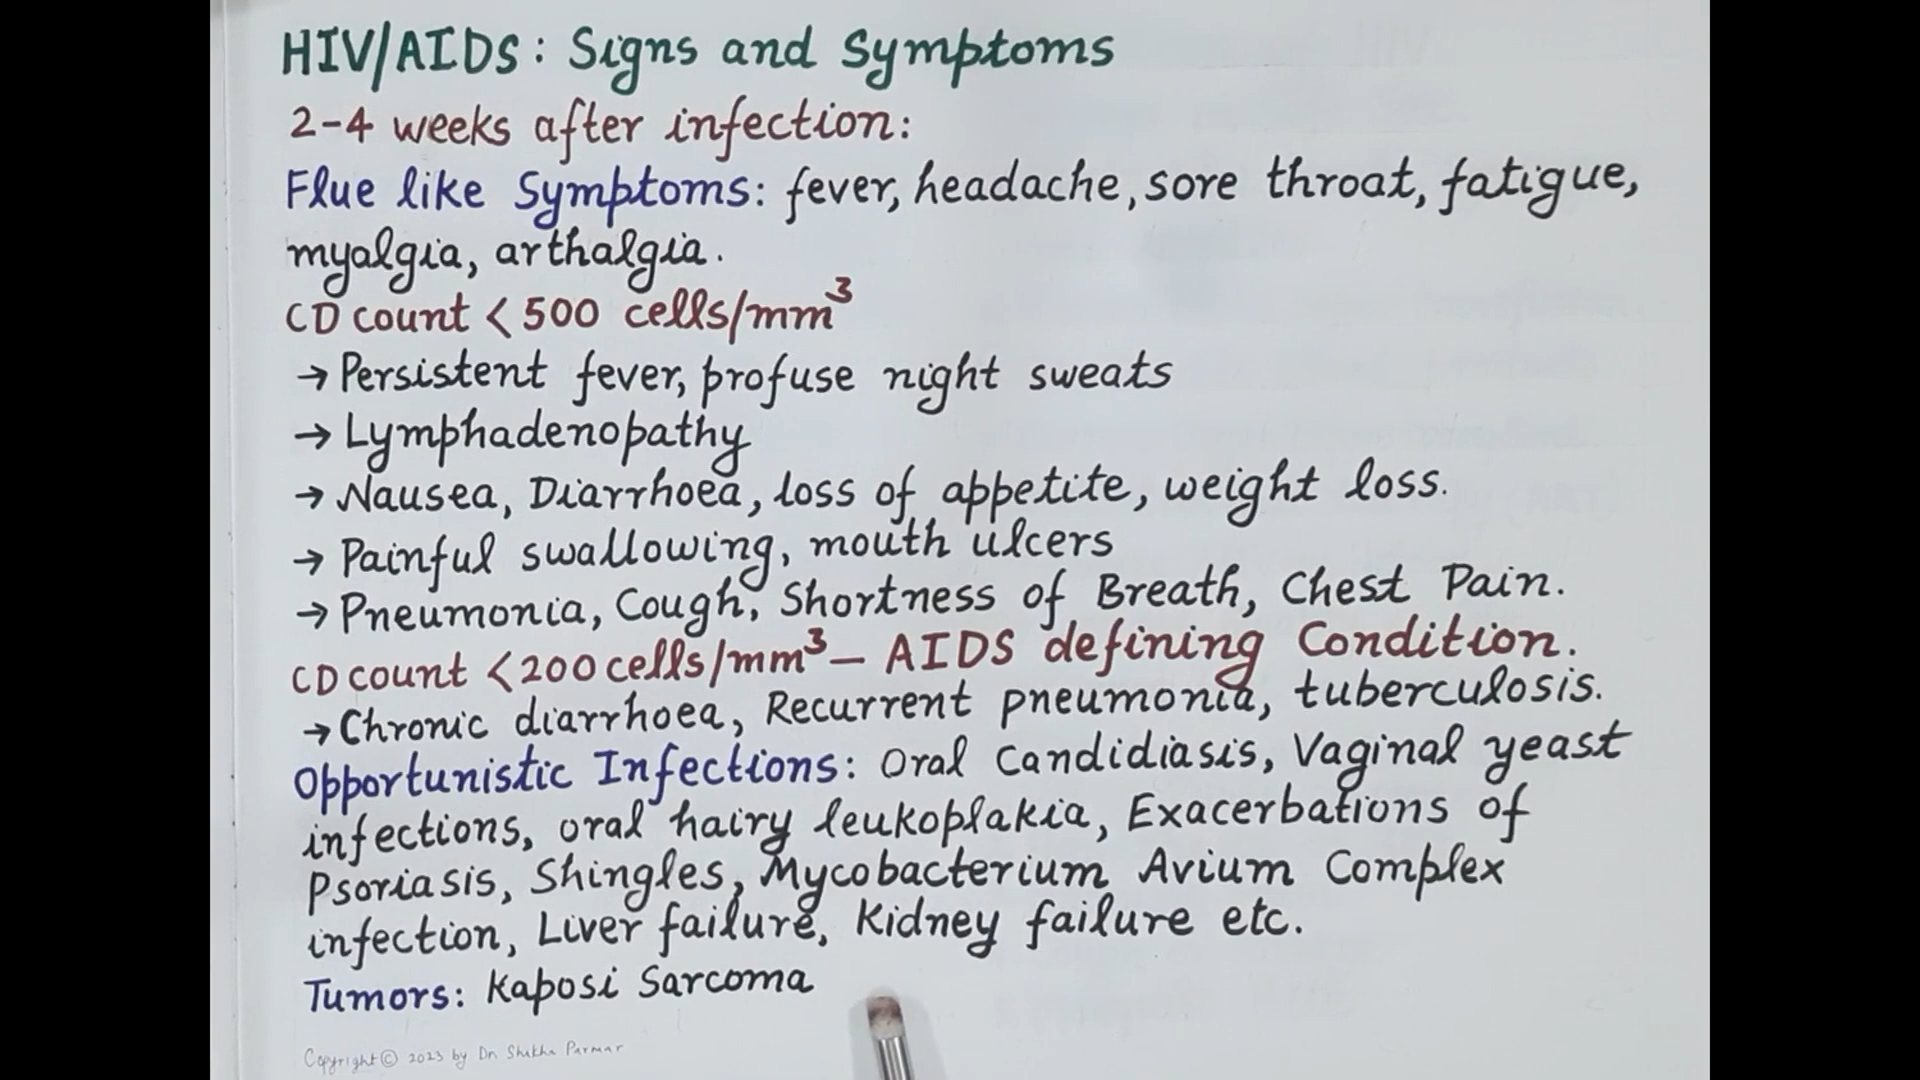 HIV/AIDS: Signs and Symptoms
2-4 weeks after infection:
Flue like Symptoms: fever, headache, sore throat, fatigue,
myalgia, arthalgia.
CD count < 500 cells/mm³
→ Persistent fever, profuse night sweats
→ Lymphadenopathy
→ Nausea, Diarrhoea, loss of appetite, weight loss.
→ Painful swallowing, mouth ulcers
→ Pneumonia, Cough, Shortness of Breath, Chest Pain.
CD count < 200 cells/mm³ – AIDS defining Condition.
→ Chronic diarrhoea, Recurrent pneumonia, tuberculosis.
Opportunistic Infections: Oral Candidiasis, Vaginal yeast
infections, oral hairy leukoplakia, Exacerbations of
Psoriasis, Shingles, Mycobacterium Avium Complex
infection, Liver failure, Kidney failure etc.
Tumors: Kaposi Sarcoma
Copyright© 2023 by Dr. Shikha Parmar